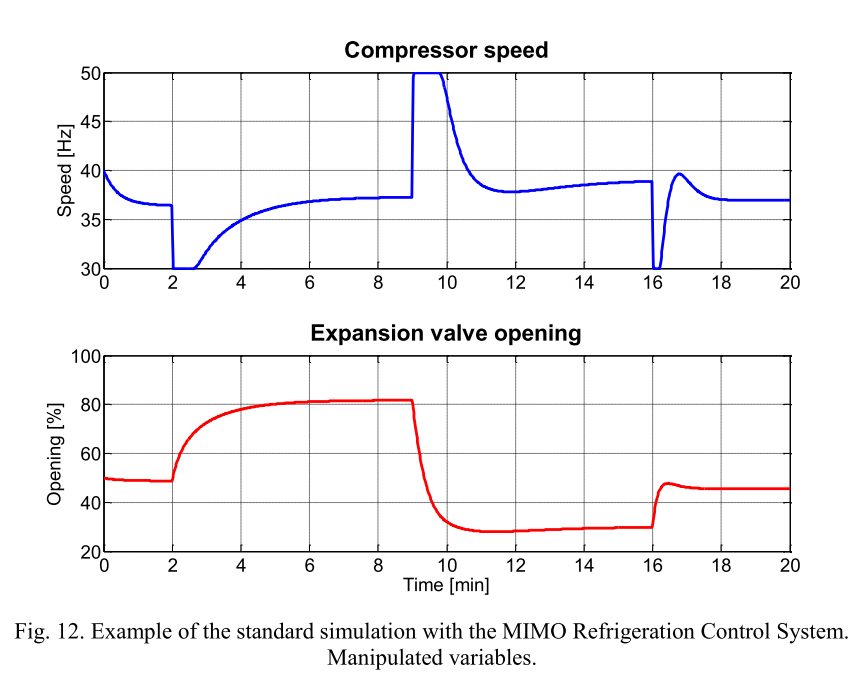 Compressor speed
Speed [Hz]
50
45
40
35
30
0 2 4 6 8 10 12 14 16 18 20
Expansion valve opening
Opening [%]
100
80
60
40
20
0 2 4 6 8 10 12 14 16 18 20
Time [min]
Fig. 12. Example of the standard simulation with the MIMO Refrigeration Control System.
Manipulated variables.